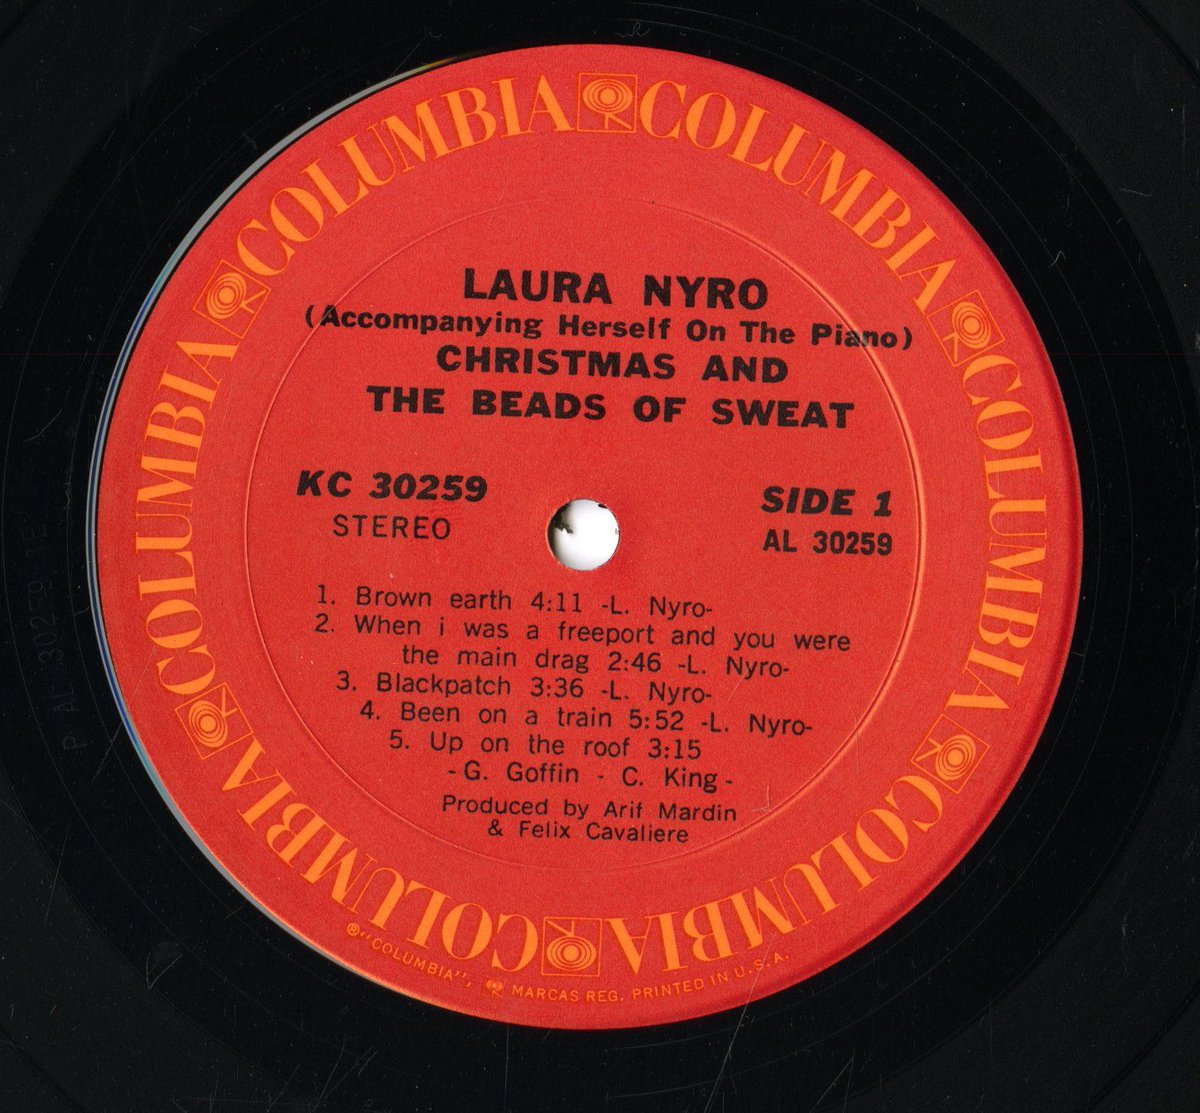 COLUMBIA COLUMBIA COLUMBIA COLUMBIA COLUMBIA COLUMBIA
LAURA NYRO
(Accompanying Herself On The Piano)
CHRISTMAS AND
THE BEADS OF SWEAT
KC 30259
STEREO
SIDE 1
AL 30259
1. Brown earth 4:11 -L. Nyro-
2. When i was a freeport and you were
the main drag 2:46 -L. Nyro-
3. Blackpatch 3:36 -L. Nyro-
4. Been on a train 5:52 -L. Nyro-
5. Up on the roof 3:15
-G. Goffin - C. King-
Produced by Arif Mardin
& Felix Cavaliere
®"COLUMBIA", MARCAS REG. PRINTED IN U.S.A.
P AL 30259 1E